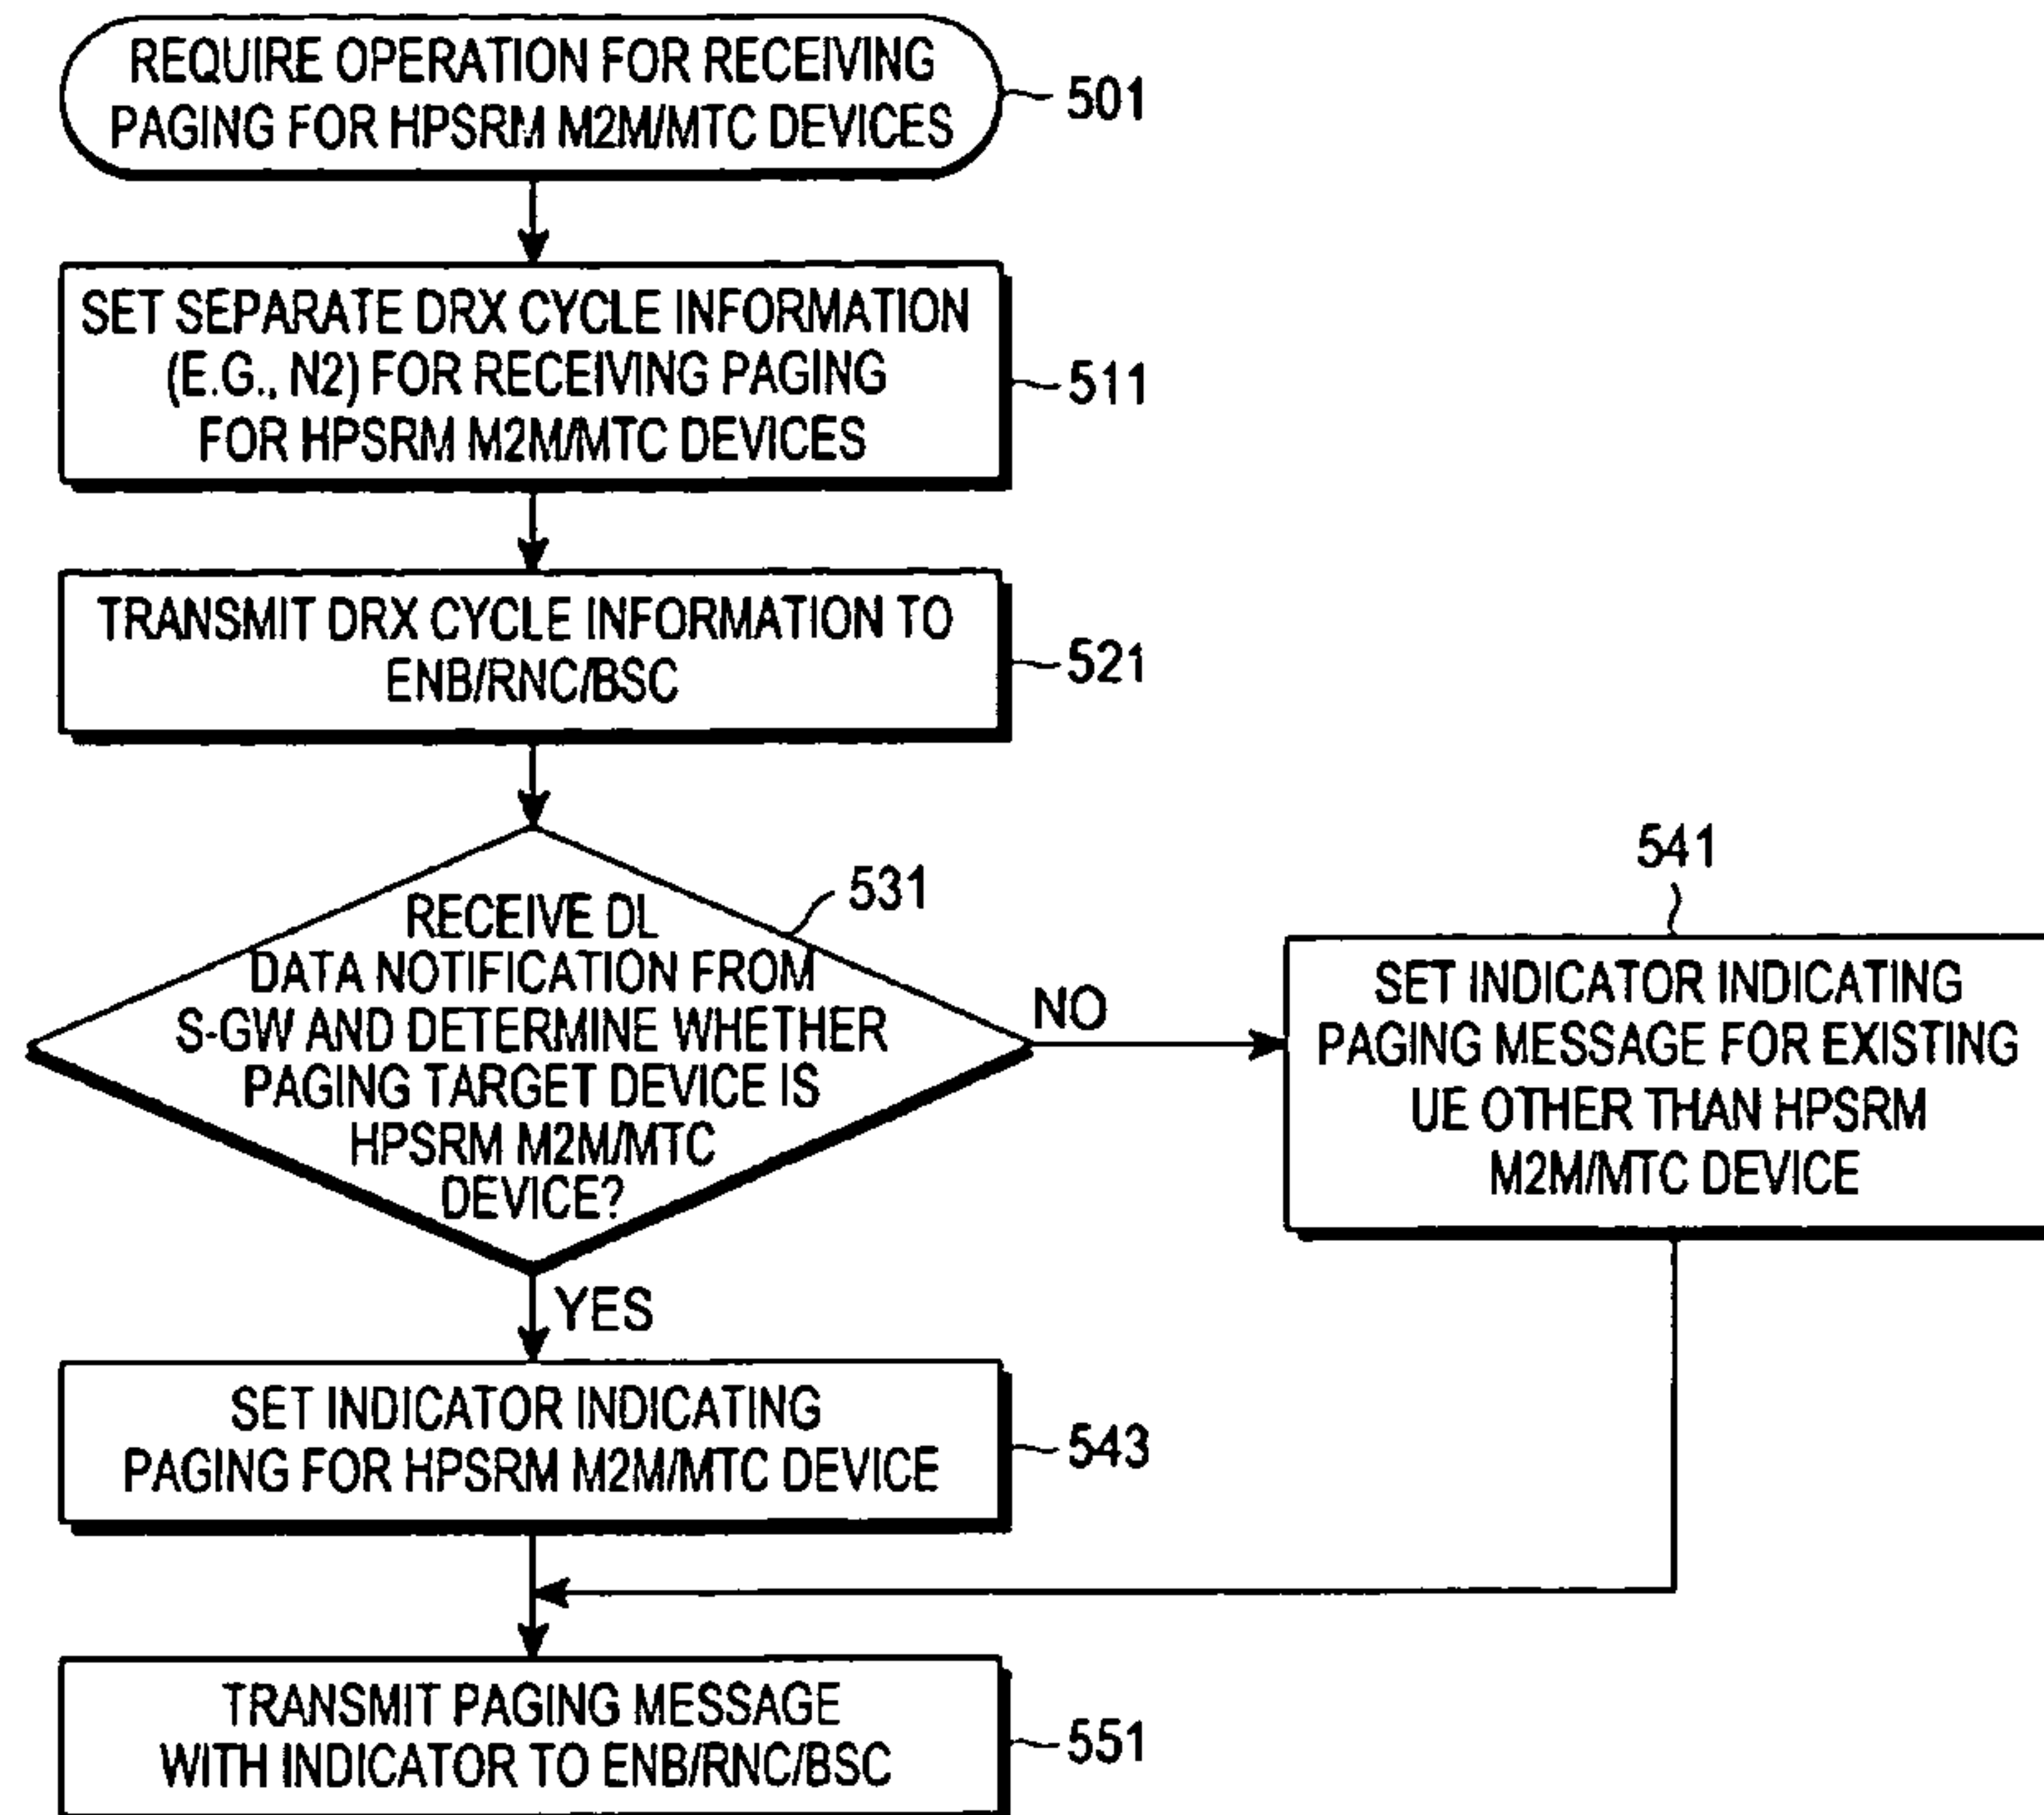 REQUIRE OPERATION FOR RECEIVING
PAGING FOR HPSRM M2M/MTC DEVICES
501
SET SEPARATE DRX CYCLE INFORMATION
(E.G., N2) FOR RECEIVING PAGING
FOR HPSRM M2M/MTC DEVICES
511
TRANSMIT DRX CYCLE INFORMATION TO
ENB/RNC/BSC
521
RECEIVE DL
DATA NOTIFICATION FROM
S-GW AND DETERMINE WHETHER
PAGING TARGET DEVICE IS
HPSRM M2M/MTC
DEVICE?
531
NO
541
SET INDICATOR INDICATING
PAGING MESSAGE FOR EXISTING
UE OTHER THAN HPSRM
M2M/MTC DEVICE
YES
SET INDICATOR INDICATING
PAGING FOR HPSRM M2M/MTC DEVICE
543
TRANSMIT PAGING MESSAGE
WITH INDICATOR TO ENB/RNC/BSC
551